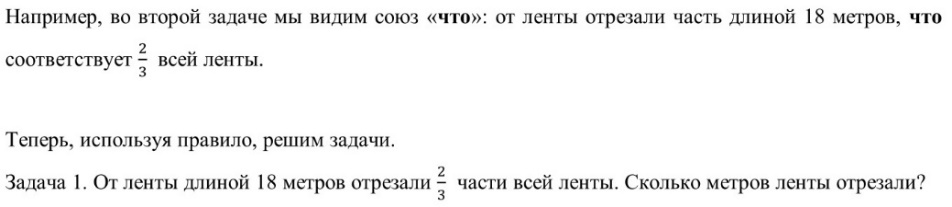 Например, во второй задаче мы видим союз «что»: от ленты отрезали часть длиной 18 метров, что
соответствует 2/3 всей ленты.
Теперь, используя правило, решим задачи.
Задача 1. От ленты длиной 18 метров отрезали 2/3 части всей ленты. Сколько метров ленты отрезали?